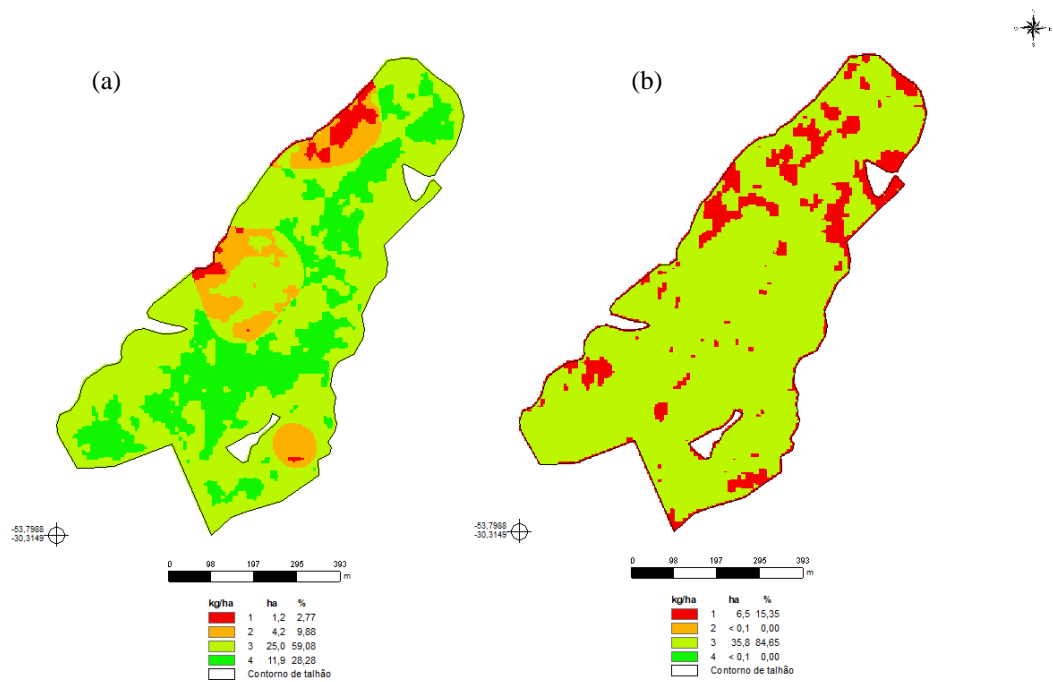 N
W E
S
(a)
(b)
-53,7988
-30,3149
-53,7988
-30,3149
0 98 197 295 393
m
0 98 197 295 393
m
kg/ha ha %
1 1,2 2,77
2 4,2 9,88
3 25,0 59,08
4 11,9 28,28
Contorno de talhão
kg/ha ha %
1 6,5 15,35
2 < 0,1 0,00
3 35,8 84,65
4 < 0,1 0,00
Contorno de talhão